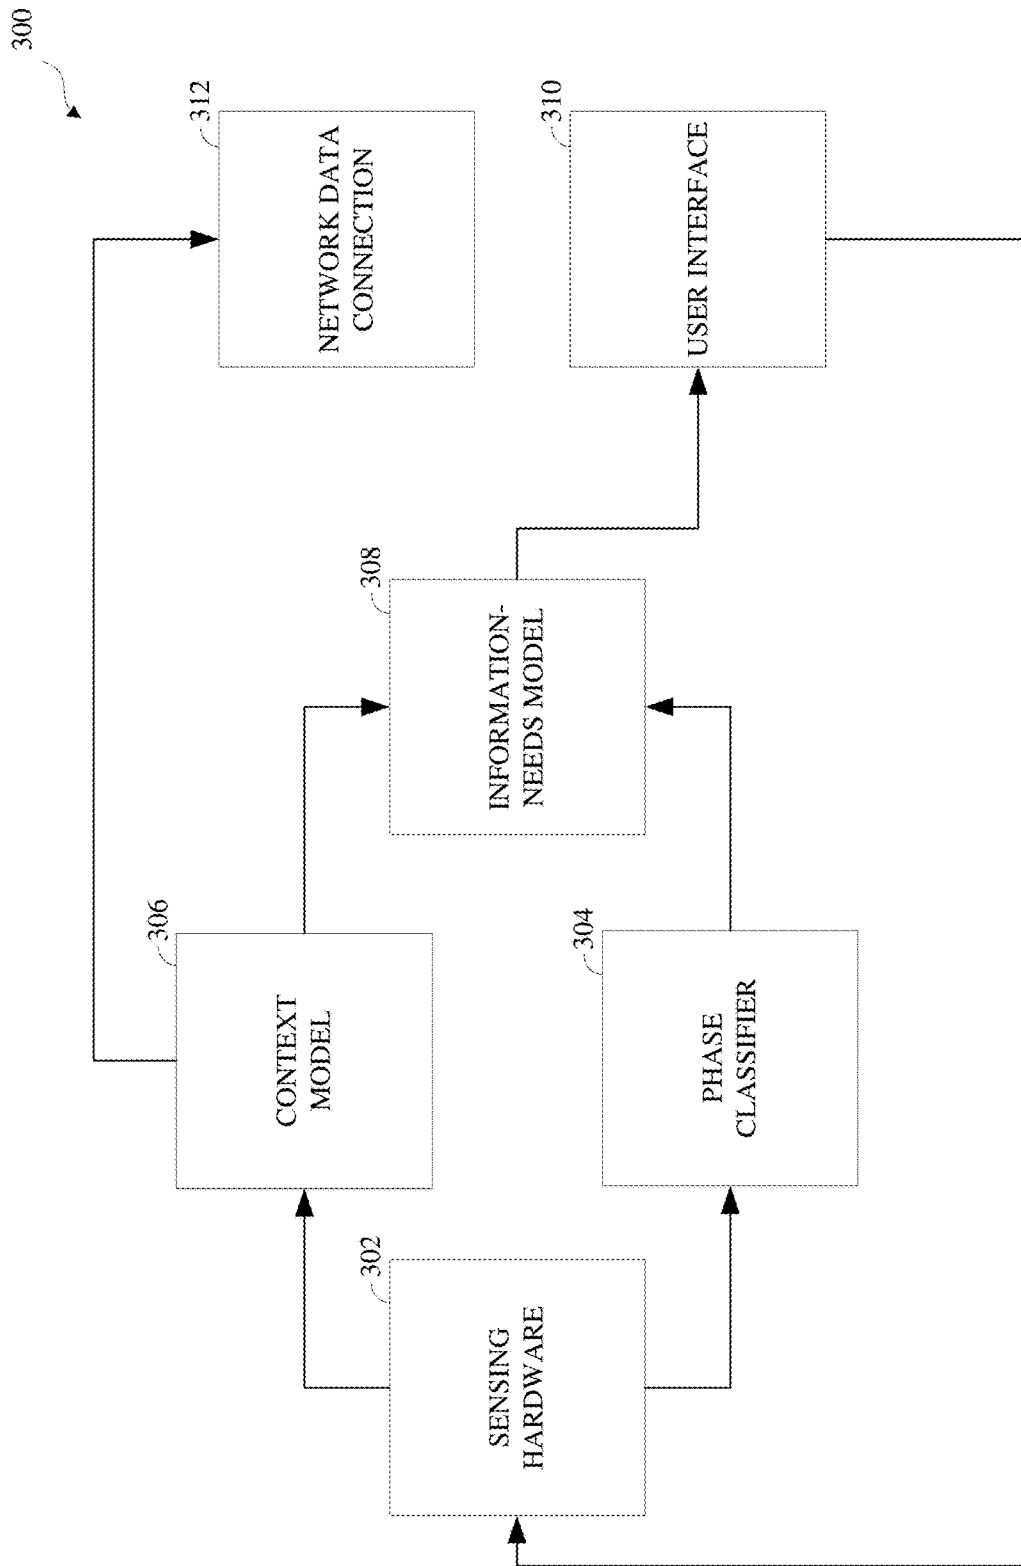 300
306
CONTEXT
MODEL
312
NETWORK DATA
CONNECTION
302
SENSING
HARDWARE
308
INFORMATION-
NEEDS MODEL
304
PHASE
CLASSIFIER
310
USER INTERFACE